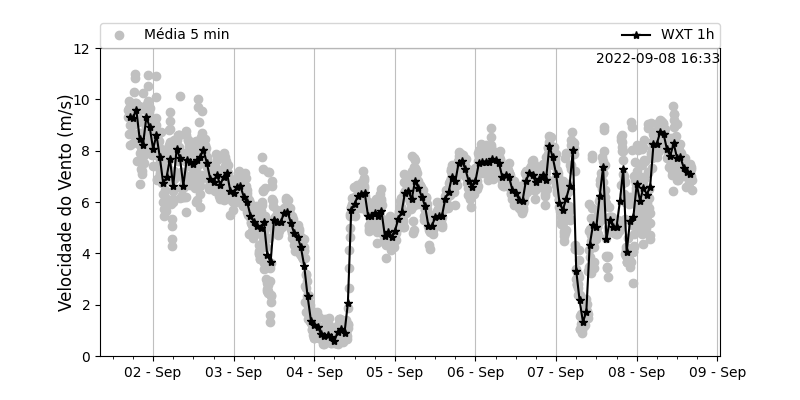 Média 5 min
WXT 1h
2022-09-08 16:33
Velocidade do Vento (m/s)
12
10
8
6
4
2
0
02 - Sep
03 - Sep
04 - Sep
05 - Sep
06 - Sep
07 - Sep
08 - Sep
09 - Sep